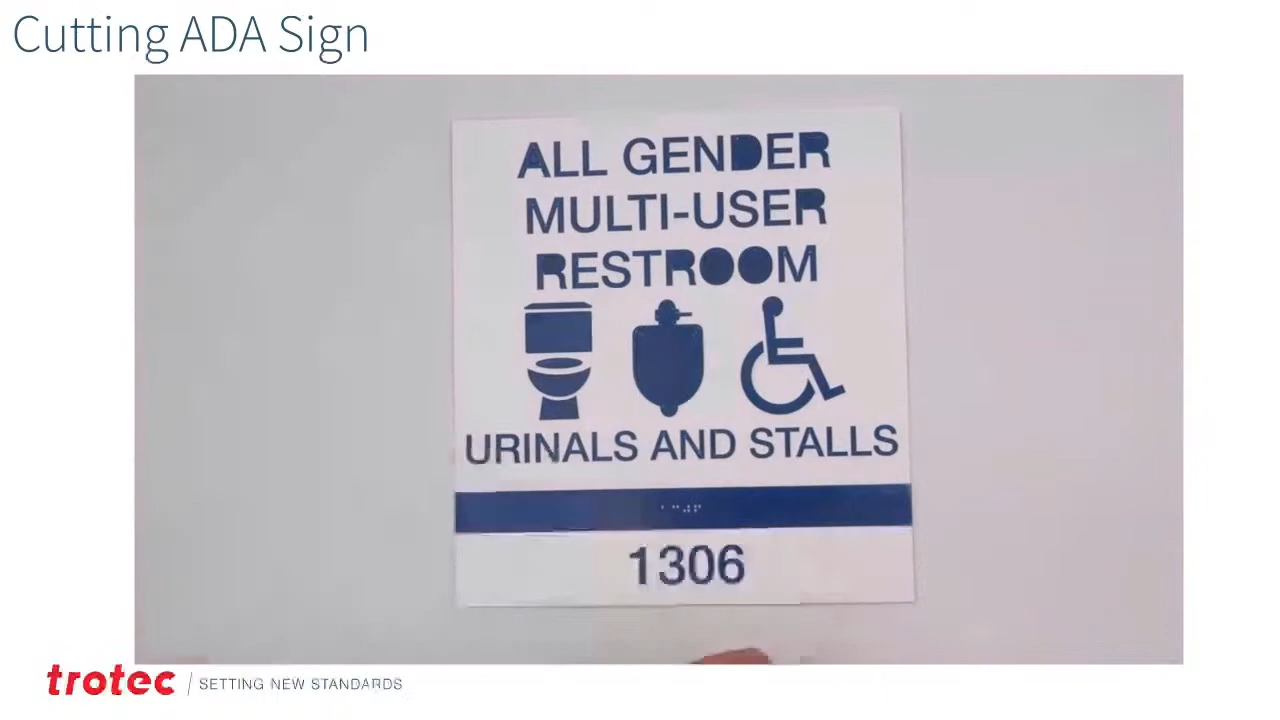 Cutting ADA Sign
ALL GENDER
MULTI-USER
RESTROOM
URINALS AND STALLS
1306
trotec | SETTING NEW STANDARDS